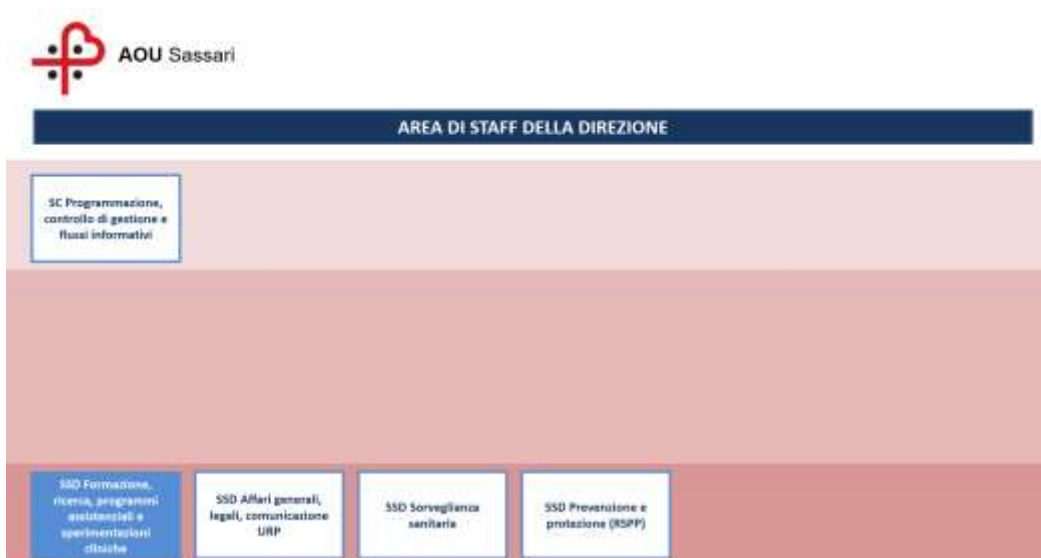 AOU Sassari
AREA DI STAFF DELLA DIREZIONE
SC Programmazione,
controllo di gestione e
flussi informativi
SSD Formazione,
ricerca, programmi
assistenziali e
sperimentazioni
cliniche
SSD Affari generali,
legali, comunicazione
URP
SSD Sorveglianza
sanitaria
SSD Prevenzione e
protezione (RSPP)